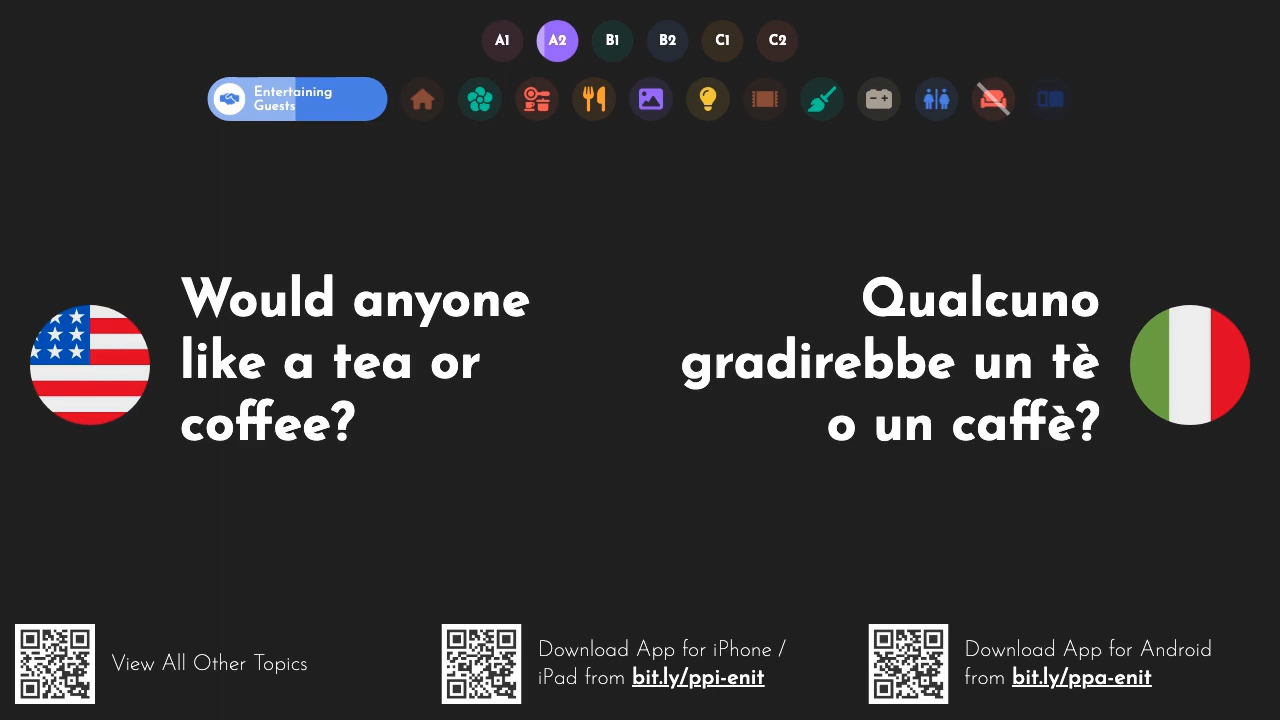 A1 A2 B1 B2 C1 C2
Entertaining
Guests
Would anyone
like a tea or
coffee?
Qualcuno
gradirebbe un tè
o un caffè?
View All Other Topics
Download App for iPhone /
iPad from bit.ly/ppi-enit
Download App for Android
from bit.ly/ppa-enit